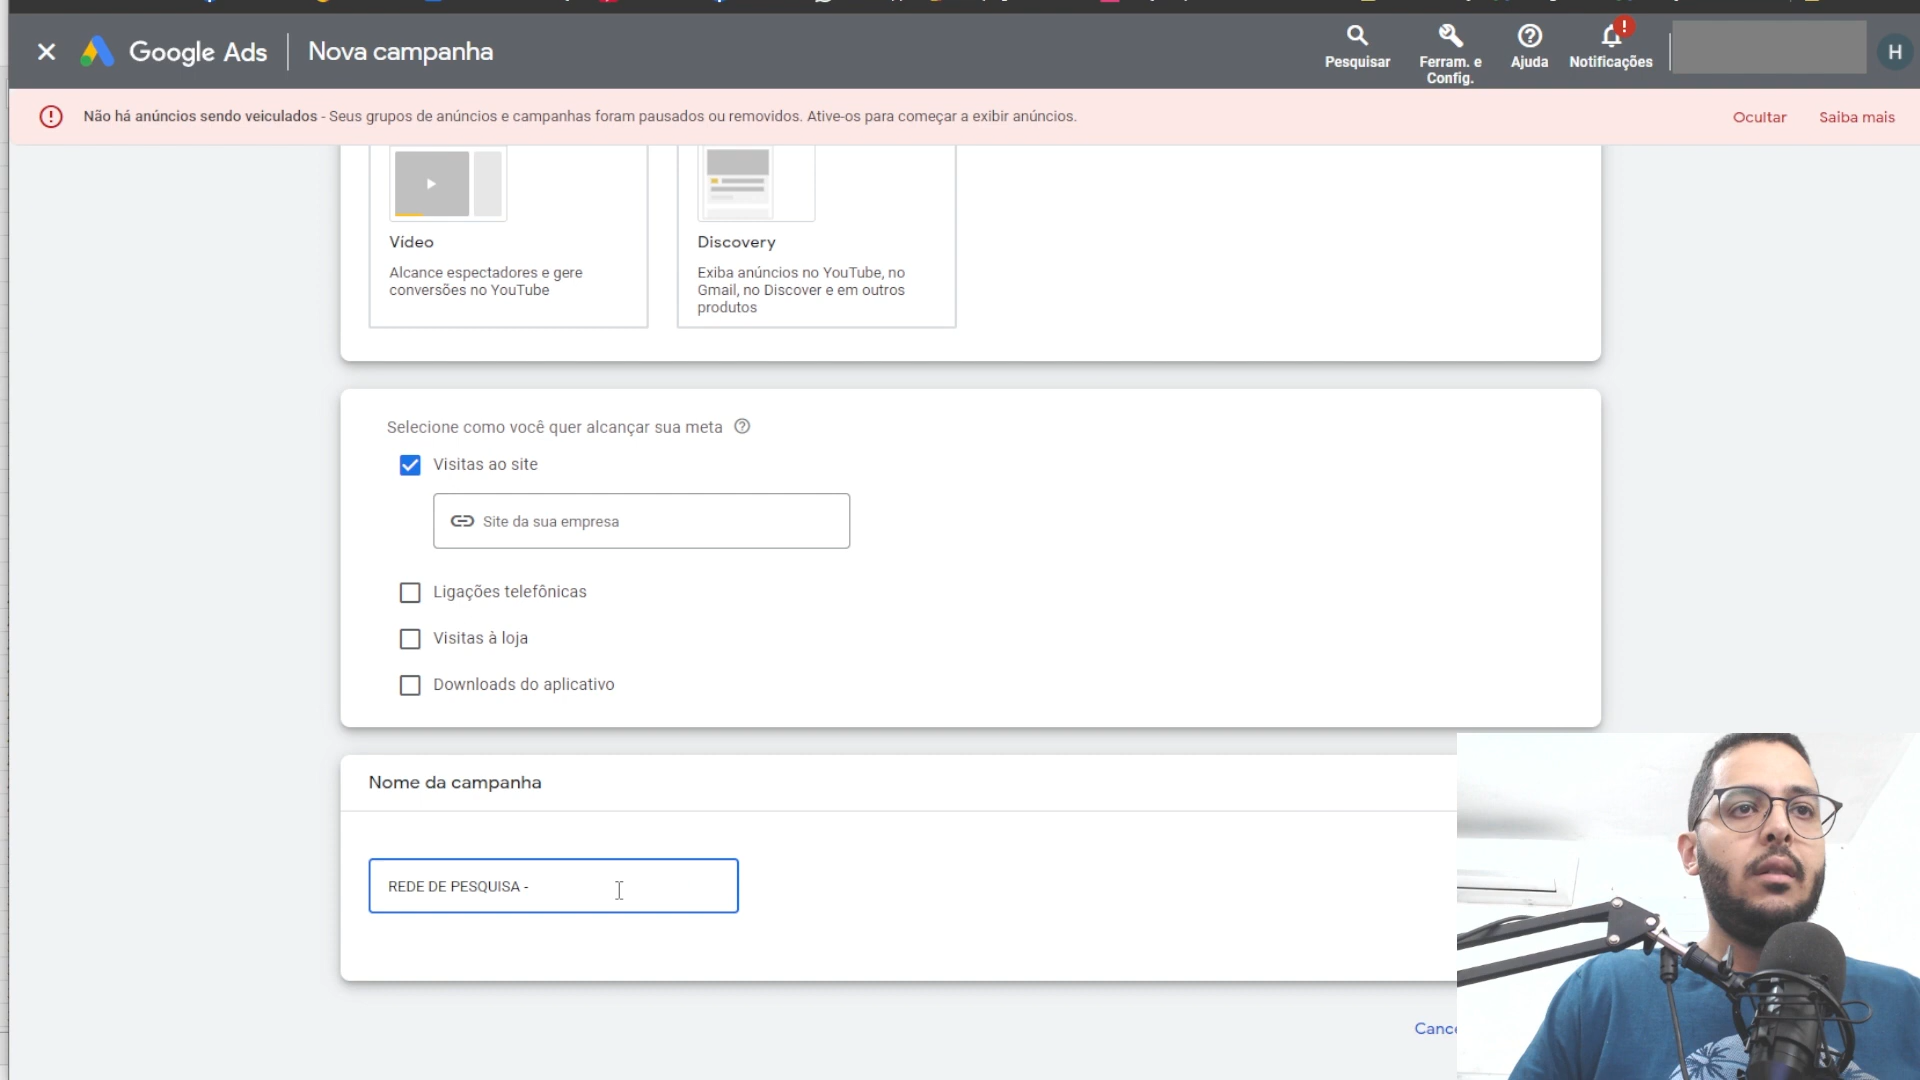 Google Ads
Nova campanha
Pesquisar
Ferram. e
Config.
Ajuda
!
Notificações
H
Não há anúncios sendo veiculados - Seus grupos de anúncios e campanhas foram pausados ou removidos. Ative-os para começar a exibir anúncios.
Ocultar
Saiba mais
Vídeo
Alcance espectadores e gere
conversões no YouTube
Discovery
Exiba anúncios no YouTube, no
Gmail, no Discover e em outros
produtos
Selecione como você quer alcançar sua meta
Visitas ao site
Site da sua empresa
Ligações telefônicas
Visitas à loja
Downloads do aplicativo
Nome da campanha
REDE DE PESQUISA -
Canc